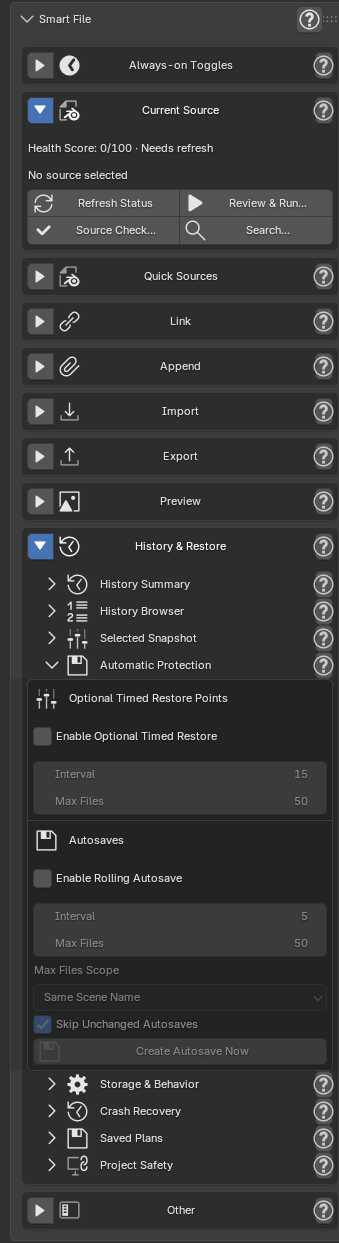 Smart File
Always-on Toggles
Current Source
Health Score: 0/100 · Needs refresh
No source selected
Refresh Status
Review & Run...
Source Check...
Search...
Quick Sources
Link
Append
Import
Export
Preview
History & Restore
History Summary
History Browser
Selected Snapshot
Automatic Protection
Optional Timed Restore Points
Enable Optional Timed Restore
Interval 15
Max Files 50
Autosaves
Enable Rolling Autosave
Interval 5
Max Files 50
Max Files Scope
Same Scene Name
Skip Unchanged Autosaves
Create Autosave Now
Storage & Behavior
Crash Recovery
Saved Plans
Project Safety
Other